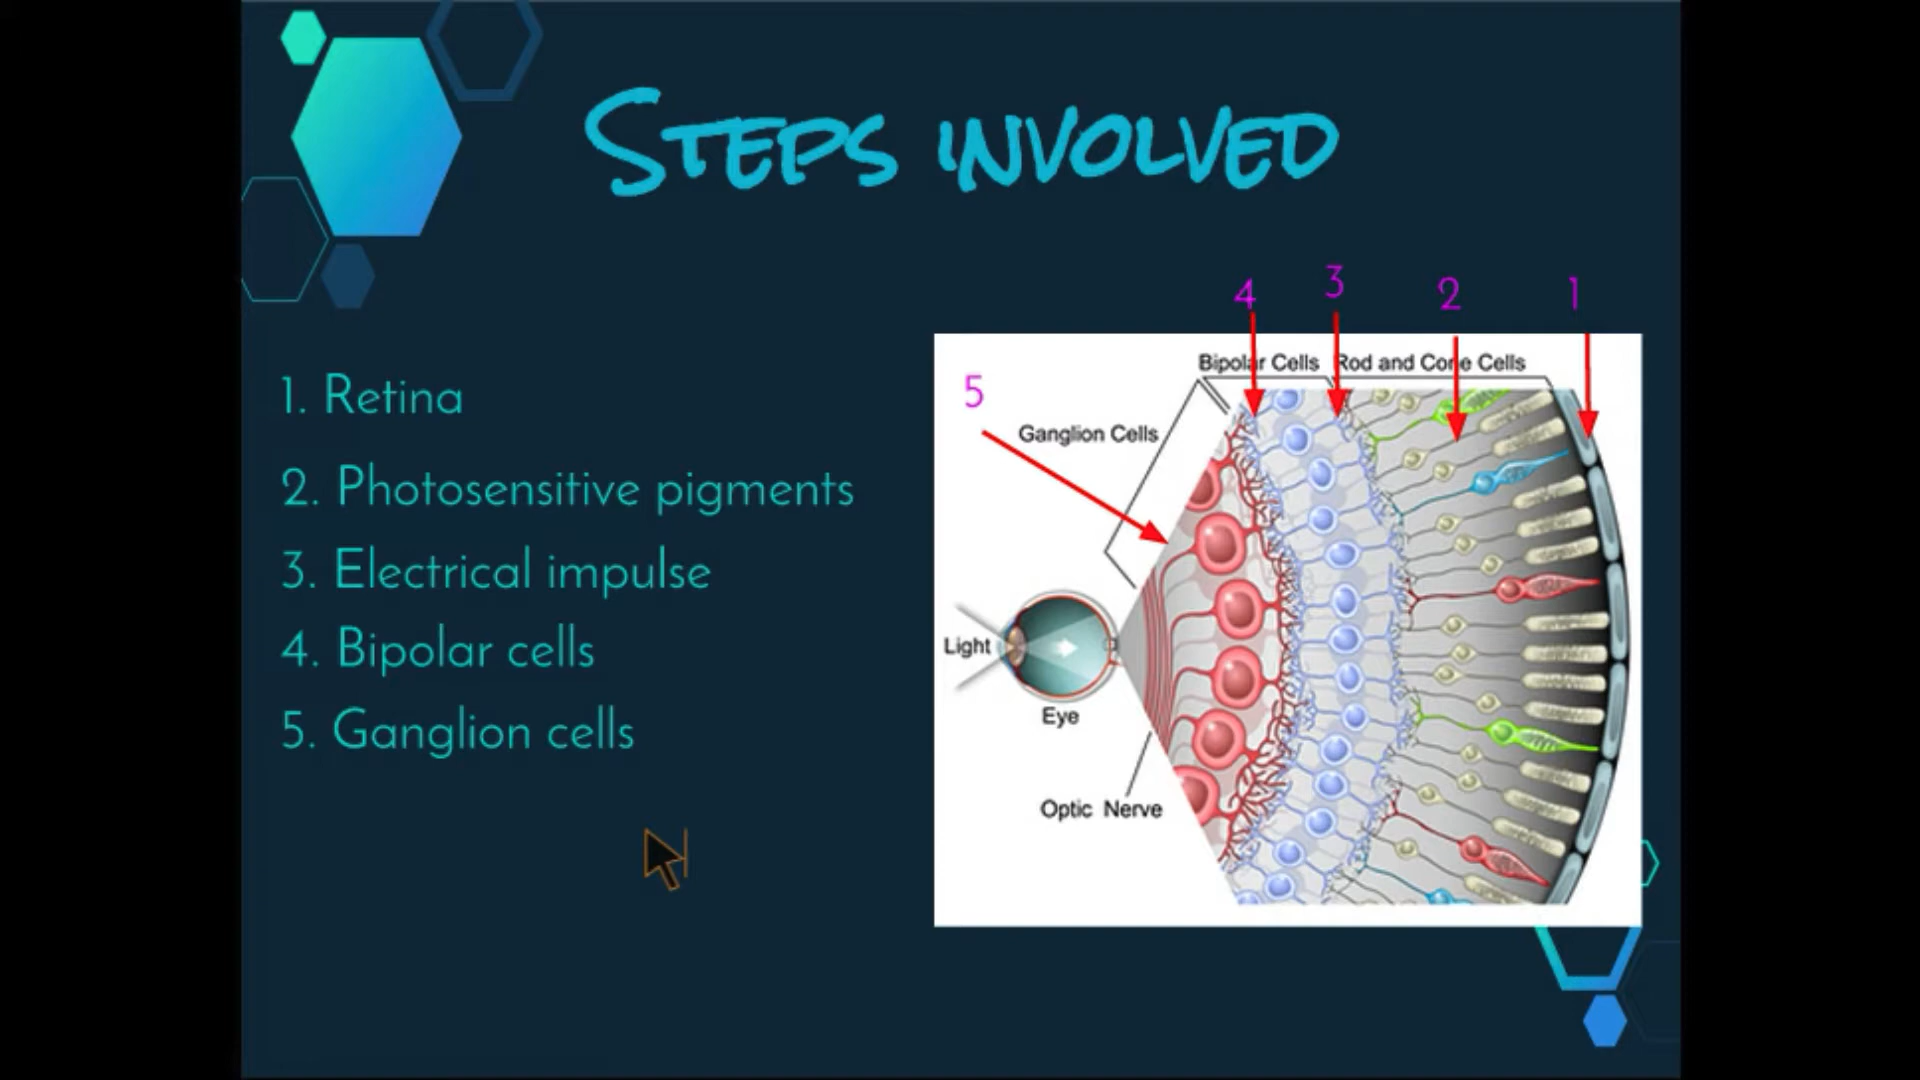 Steps involved
1. Retina
2. Photosensitive pigments
3. Electrical impulse
4. Bipolar cells
5. Ganglion cells
4 3 2 1
Bipolar Cells Rod and Cone Cells
5
Ganglion Cells
Light
Eye
Optic Nerve